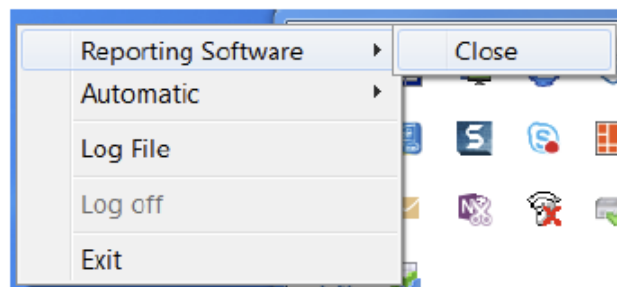 Reporting Software
Close
Automatic
Log File
Log off
Exit